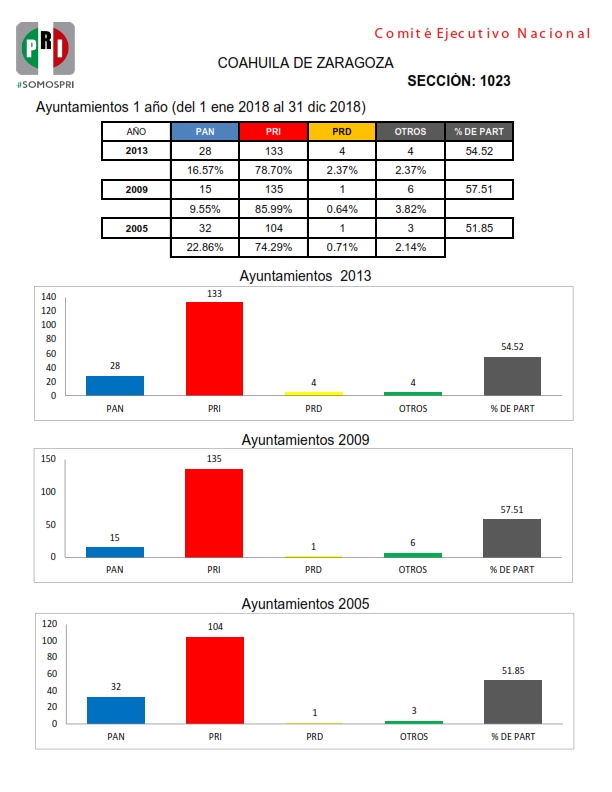 Comité Ejecutivo Nacional
PRI
#SOMOSPRI
COAHUILA DE ZARAGOZA
SECCIÓN: 1023
Ayuntamientos 1 año (del 1 ene 2018 al 31 dic 2018)
AÑO PAN PRI PRD OTROS % DE PART
2013 28 133 4 4 54.52
16.57% 78.70% 2.37% 2.37%
2009 15 135 1 6 57.51
9.55% 85.99% 0.64% 3.82%
2005 32 104 1 3 51.85
22.86% 74.29% 0.71% 2.14%
Ayuntamientos 2013
140
120
100
80
60
40
20
0
28 133 4 4 54.52
PAN PRI PRD OTROS % DE PART
Ayuntamientos 2009
150
100
50
0
15 135 1 6 57.51
PAN PRI PRD OTROS % DE PART
Ayuntamientos 2005
120
100
80
60
40
20
0
32 104 1 3 51.85
PAN PRI PRD OTROS % DE PART